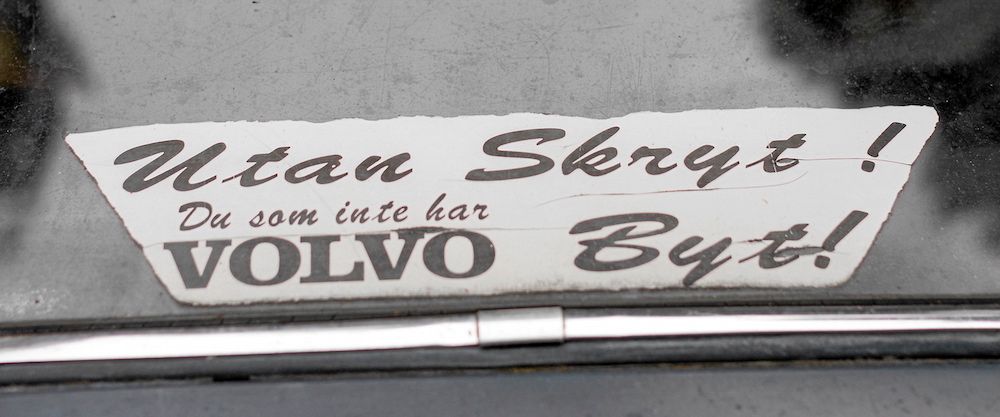 Utan Skryt !
Du som inte har
VOLVO Byt!